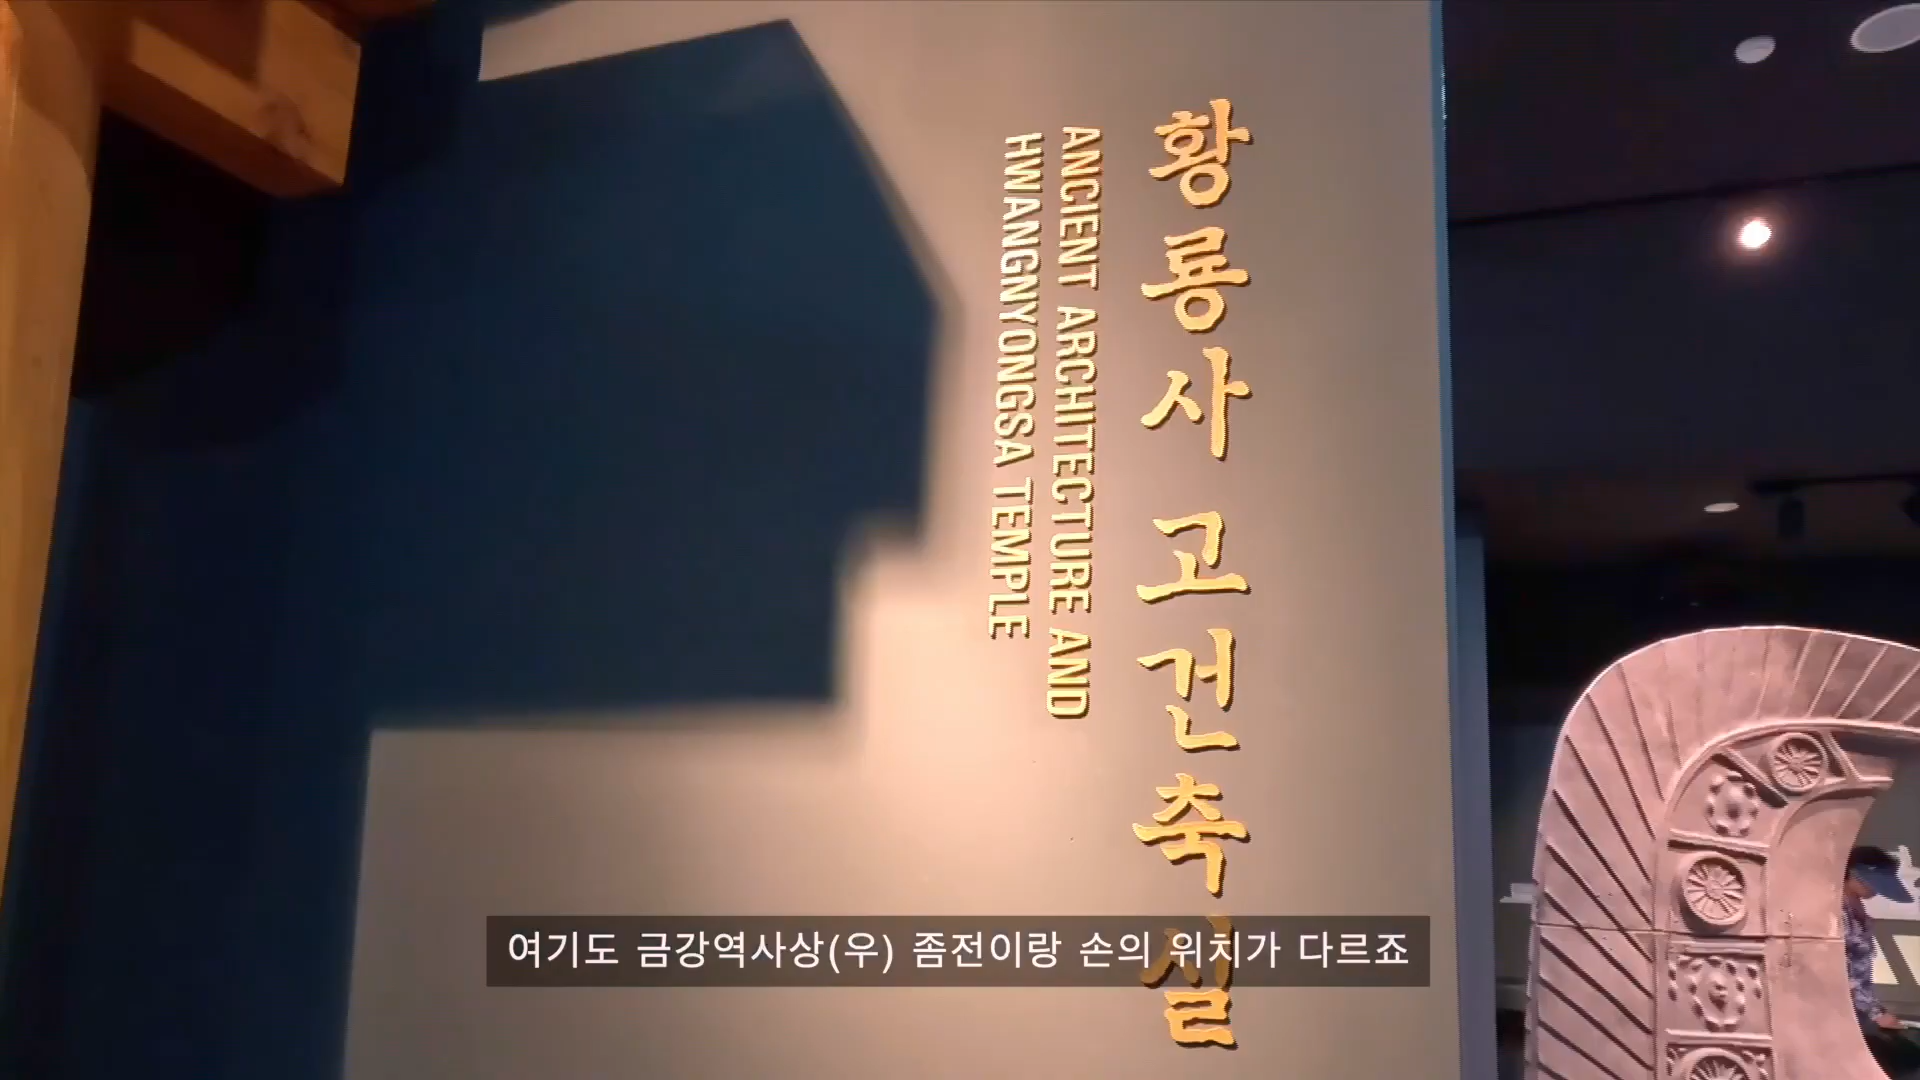 황룡사 고건축실
ANCIENT ARCHITECTURE AND
HWANGNYONGSA TEMPLE
여기도 금강역사상(우) 좀전이랑 손의 위치가 다르죠